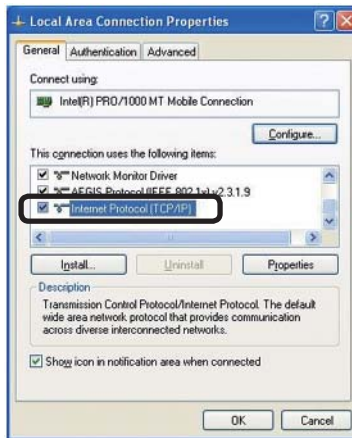 Local Area Connection Properties
General Authentication Advanced
Connect using:
Intel(R) PRO/1000 MT Mobile Connection
Configure...
This connection uses the following items:
Network Monitor Driver
AEGIS Protocol (IEEE 802.1x) v2.3.1.9
Internet Protocol (TCP/IP)
Install... Uninstall Properties
Description
Transmission Control Protocol/Internet Protocol. The default
wide area network protocol that provides communication
across diverse interconnected networks.
Show icon in notification area when connected
OK Cancel